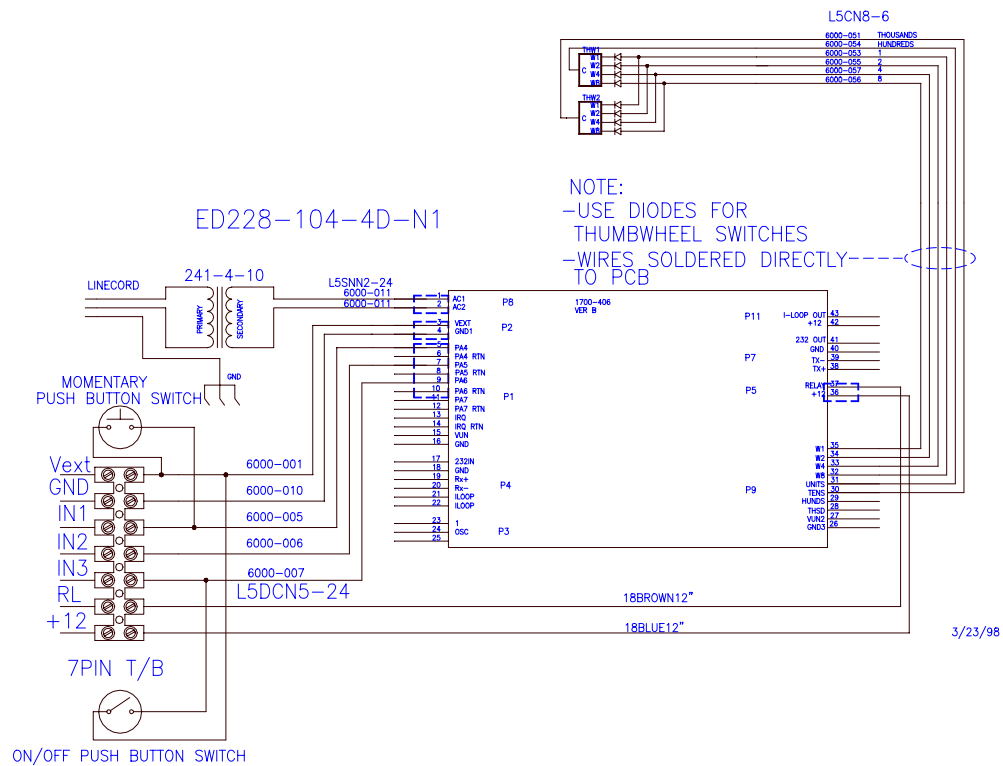 L5CN8-6
6000-051 THOUSANDS
6000-054 HUNDREDS
6000-053 1
6000-055 2
6000-057 4
6000-056 8
THW1
C
W1
W2
W4
W8
THW2
C
W1
W2
W4
W8
NOTE:
-USE DIODES FOR
THUMBWHEEL SWITCHES
-WIRES SOLDERED DIRECTLY
TO PCB
ED228-104-4D-N1
LINECORD
241-4-10
PRIMARY
SECONDARY
L5SNN2-24
6000-011
6000-011
GND
MOMENTARY
PUSH BUTTON SWITCH
1700-406
VER B
1 AC1
2 AC2
P8
3 VEXT
4 GND1
P2
5 PA4
6 PA4 RTN
7 PA5
8 PA5 RTN
9 PA6
10 PA6 RTN
11 PA7
12 PA7 RTN
13 IRQ
14 IRQ RTN
15 VUN
16 GND
P1
17 232IN
18 GND
19 Rx+
20 Rx-
21 ILOOP
22 ILOOP
P4
23 1
24 OSC
25
P3
P11
I-LOOP OUT 43
+12 42
P7
232 OUT 41
GND 40
TX- 39
TX+ 38
P5
RELAY 37
+12 36
P9
W1 35
W2 34
W4 33
W8 32
UNITS 31
TENS 30
HUNDS 29
THSD 28
VUN2 27
GND3 26
Vext 6000-001
GND 6000-010
IN1 6000-005
IN2 6000-006
IN3 6000-007
L5DCN5-24
RL 18BROWN12"
+12 18BLUE12"
3/23/98
7PIN T/B
ON/OFF PUSH BUTTON SWITCH